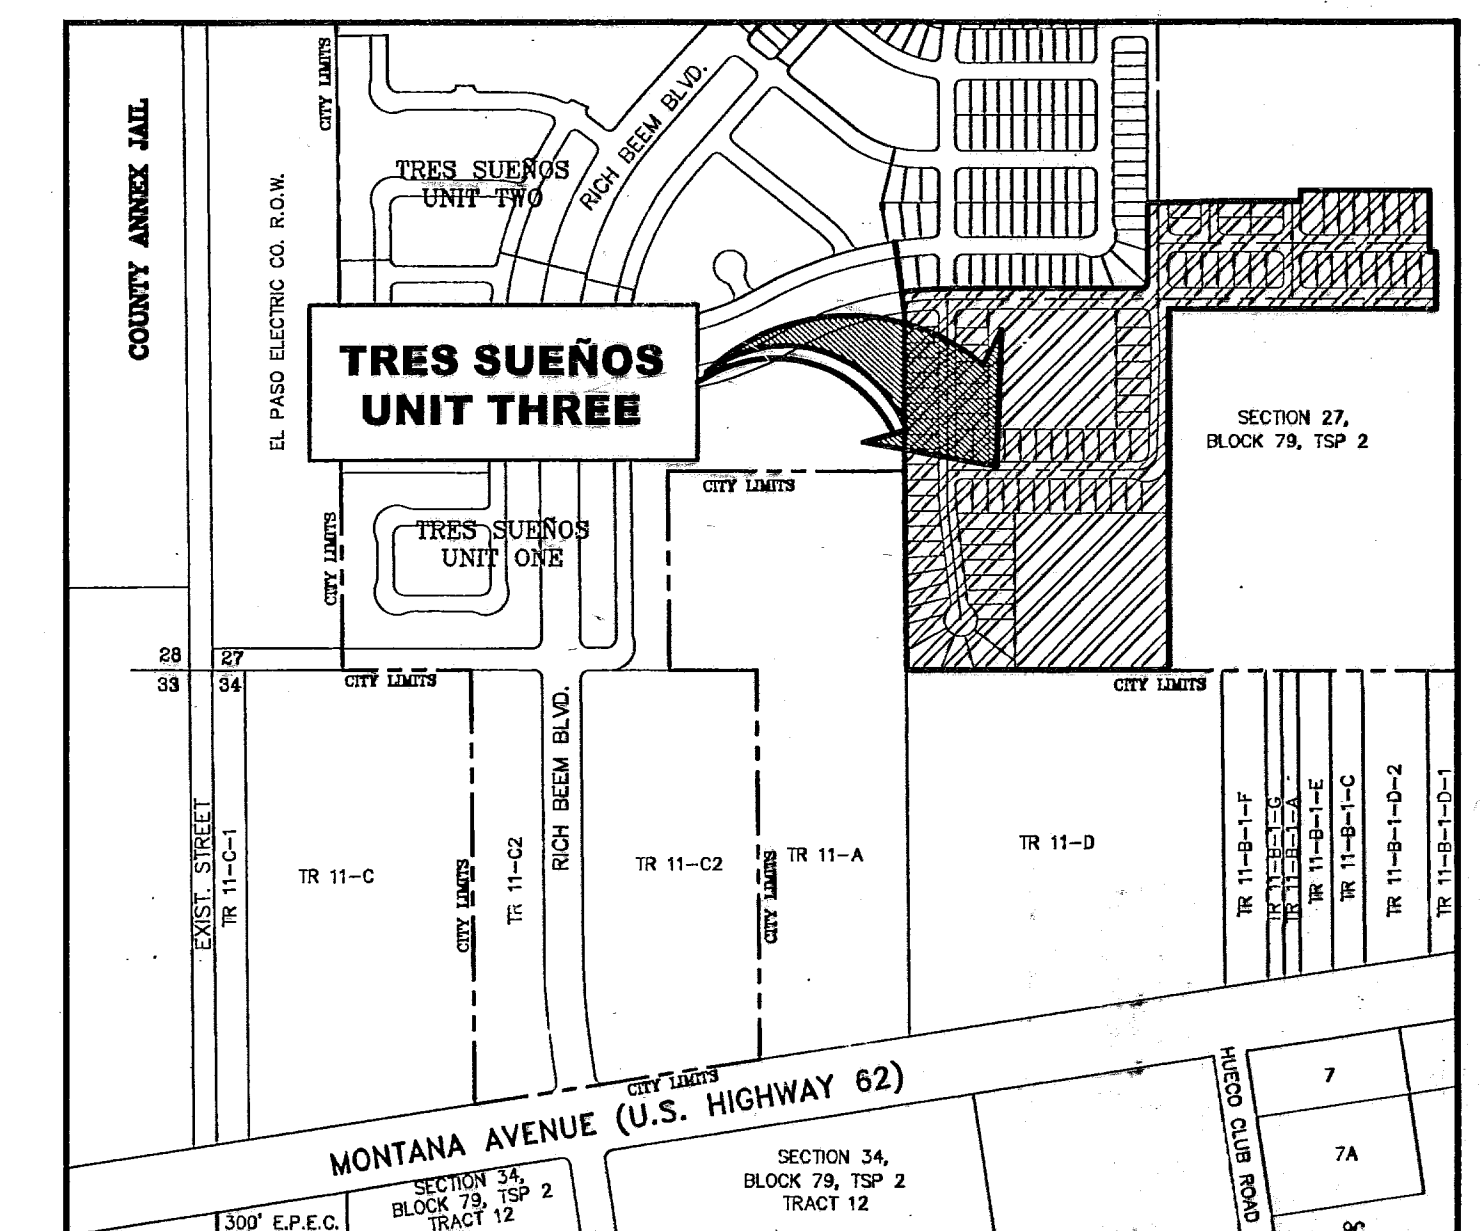 COUNTY ANNEX JAIL
EL PASO ELECTRIC CO. R.O.W.
CITY LIMITS
TRES SUEÑOS
UNIT TWO
RICH BEEM BLVD.
TRES SUEÑOS
UNIT THREE
SECTION 27,
BLOCK 79, TSP 2
CITY LIMITS
CITY LIMITS
TRES SUEÑOS
UNIT ONE
28
27
33
34
CITY LIMITS
CITY LIMITS
EXIST. STREET
TR 11-C-1
TR 11-C
CITY LIMITS
TR 11-C2
RICH BEEM BLVD.
TR 11-C2
CITY LIMITS
TR 11-A
TR 11-D
TR 11-B-1-F
TR 11-B-1-G
TR 11-B-1-A
TR 11-B-1-E
TR 11-B-1-C
TR 11-B-1-D-2
TR 11-B-1-D-1
CITY LIMITS
MONTANA AVENUE (U.S. HIGHWAY 62)
HUECO CLUB ROAD
7
7A
9C
SECTION 34,
BLOCK 79, TSP 2
TRACT 12
SECTION 34,
BLOCK 79, TSP 2
TRACT 12
300' E.P.E.C.